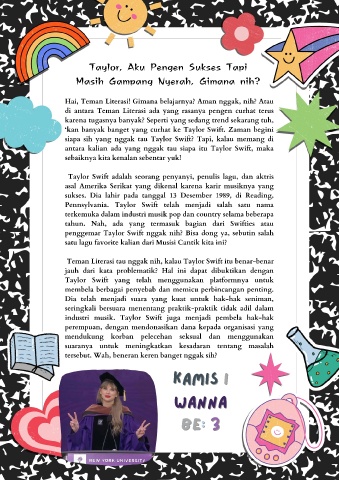 Taylor, Aku Pengen Sukses Tapi
Masih Gampang Nyerah, Gimana nih?
Hai, Teman Literasi! Gimana belajarnya? Aman nggak, nih? Atau
di antara Teman Literasi ada yang rasanya pengen curhat terus
karena tugasnya banyak? Seperti yang sedang trend sekarang tuh,
'kan banyak banget yang curhat ke Taylor Swift. Zaman begini
siapa sih yang nggak tau Taylor Swift? Tapi, kalau memang di
antara kalian ada yang nggak tau siapa itu Taylor Swift, maka
sebaiknya kita kenalan sebentar yuk!
Taylor Swift adalah seorang penyanyi, penulis lagu, dan aktris
asal Amerika Serikat yang dikenal karena karir musiknya yang
sukses. Dia lahir pada tanggal 13 Desember 1989, di Reading,
Pennsylvania. Taylor Swift telah menjadi salah satu nama
terkemuka dalam industri musik pop dan country selama beberapa
tahun. Nah, ada yang termasuk bagian dari Swifties atau
penggemar Taylor Swift nggak nih? Bisa dong ya, sebutin salah
satu lagu favorite kalian dari Musisi Cantik kita ini?
Teman Literasi tau nggak nih, kalau Taylor Swift itu benar-benar
jauh dari kata problematik? Hal ini dapat dibuktikan dengan
Taylor Swift yang telah menggunakan platformnya untuk
membela berbagai penyebab dan memicu perbincangan penting.
Dia telah menjadi suara yang kuat untuk hak-hak seniman,
seringkali bersuara menentang praktik-praktik tidak adil dalam
industri musik. Taylor Swift juga menjadi pembela hak-hak
perempuan, dengan mendonasikan dana kepada organisasi yang
mendukung korban pelecehan seksual dan menggunakan
suaranya untuk meningkatkan kesadaran tentang masalah
tersebut. Wah, beneran keren banget nggak sih?
KAMIS I
WANNA
BE: 3
NEW YORK UNIVERSITY